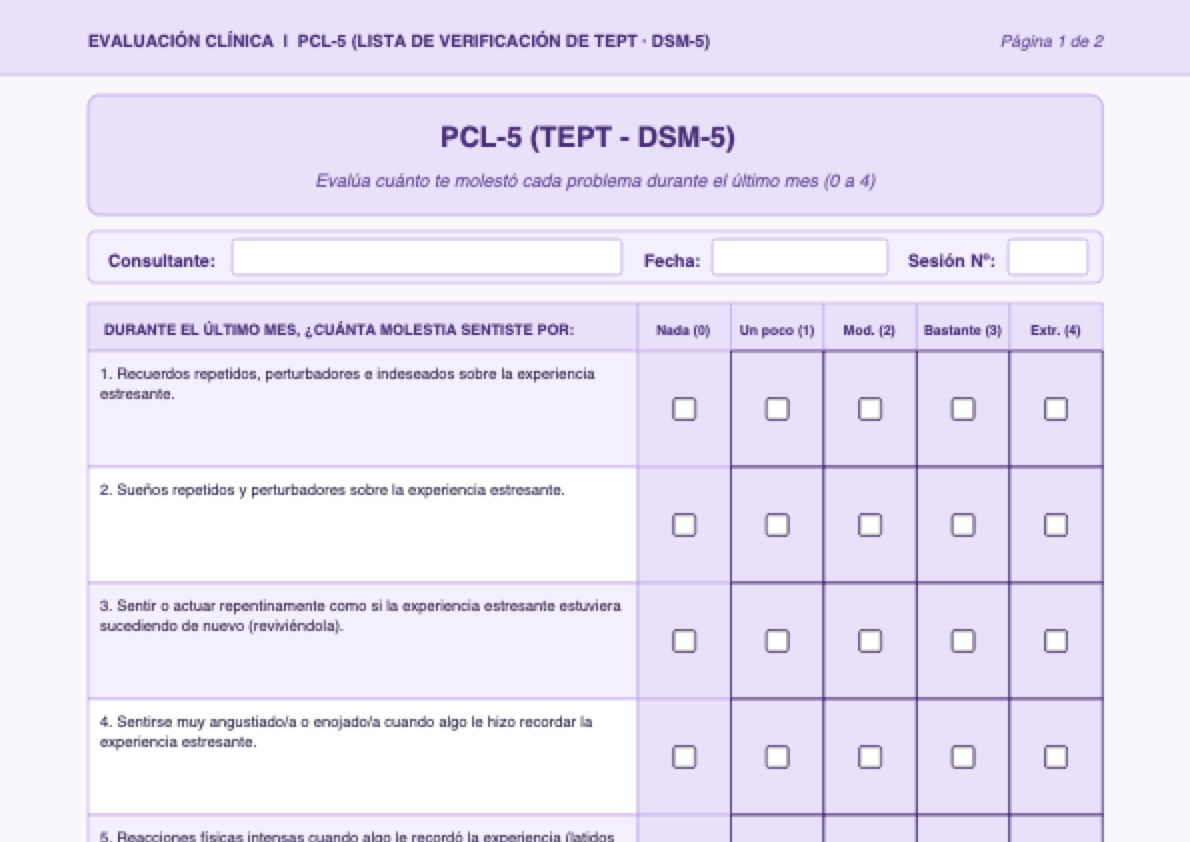 EVALUACIÓN CLÍNICA | PCL-5 (LISTA DE VERIFICACIÓN DE TEPT · DSM-5)
Página 1 de 2
PCL-5 (TEPT - DSM-5)
Evalúa cuánto te molestó cada problema durante el último mes (0 a 4)
Consultante: Fecha: Sesión Nº:
DURANTE EL ÚLTIMO MES, ¿CUÁNTA MOLESTIA SENTISTE POR: Nada (0) Un poco (1) Mod. (2) Bastante (3) Extr. (4)
1. Recuerdos repetidos, perturbadores e indeseados sobre la experiencia
estresante.
2. Sueños repetidos y perturbadores sobre la experiencia estresante.
3. Sentir o actuar repentinamente como si la experiencia estresante estuviera
sucediendo de nuevo (reviviéndola).
4. Sentirse muy angustiado/a o enojado/a cuando algo le hizo recordar la
experiencia estresante.
5. Reacciones físicas intensas cuando algo le recordó la experiencia (latidos